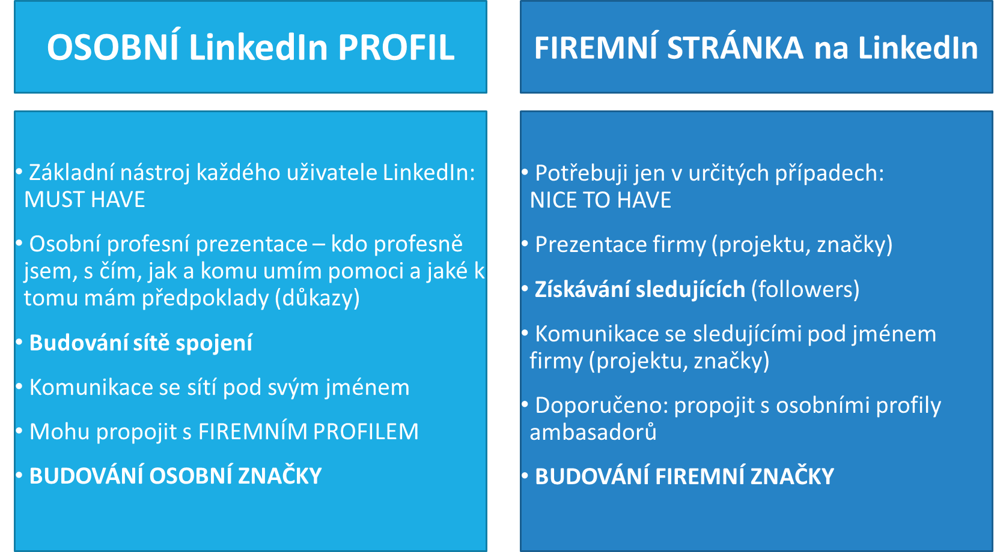 OSOBNÍ LinkedIn PROFIL
• Základní nástroj každého uživatele LinkedIn:
MUST HAVE
• Osobní profesní prezentace – kdo profesně
jsem, s čím, jak a komu umím pomoci a jaké k
tomu mám předpoklady (důkazy)
• Budování sítě spojení
• Komunikace se sítí pod svým jménem
• Mohu propojit s FIREMNÍM PROFILEM
• BUDOVÁNÍ OSOBNÍ ZNAČKY
FIREMNÍ STRÁNKA na LinkedIn
• Potřebuji jen v určitých případech:
NICE TO HAVE
• Prezentace firmy (projektu, značky)
• Získávání sledujících (followers)
• Komunikace se sledujícími pod jménem
firmy (projektu, značky)
• Doporučeno: propojit s osobními profily
ambasadorů
• BUDOVÁNÍ FIREMNÍ ZNAČKY